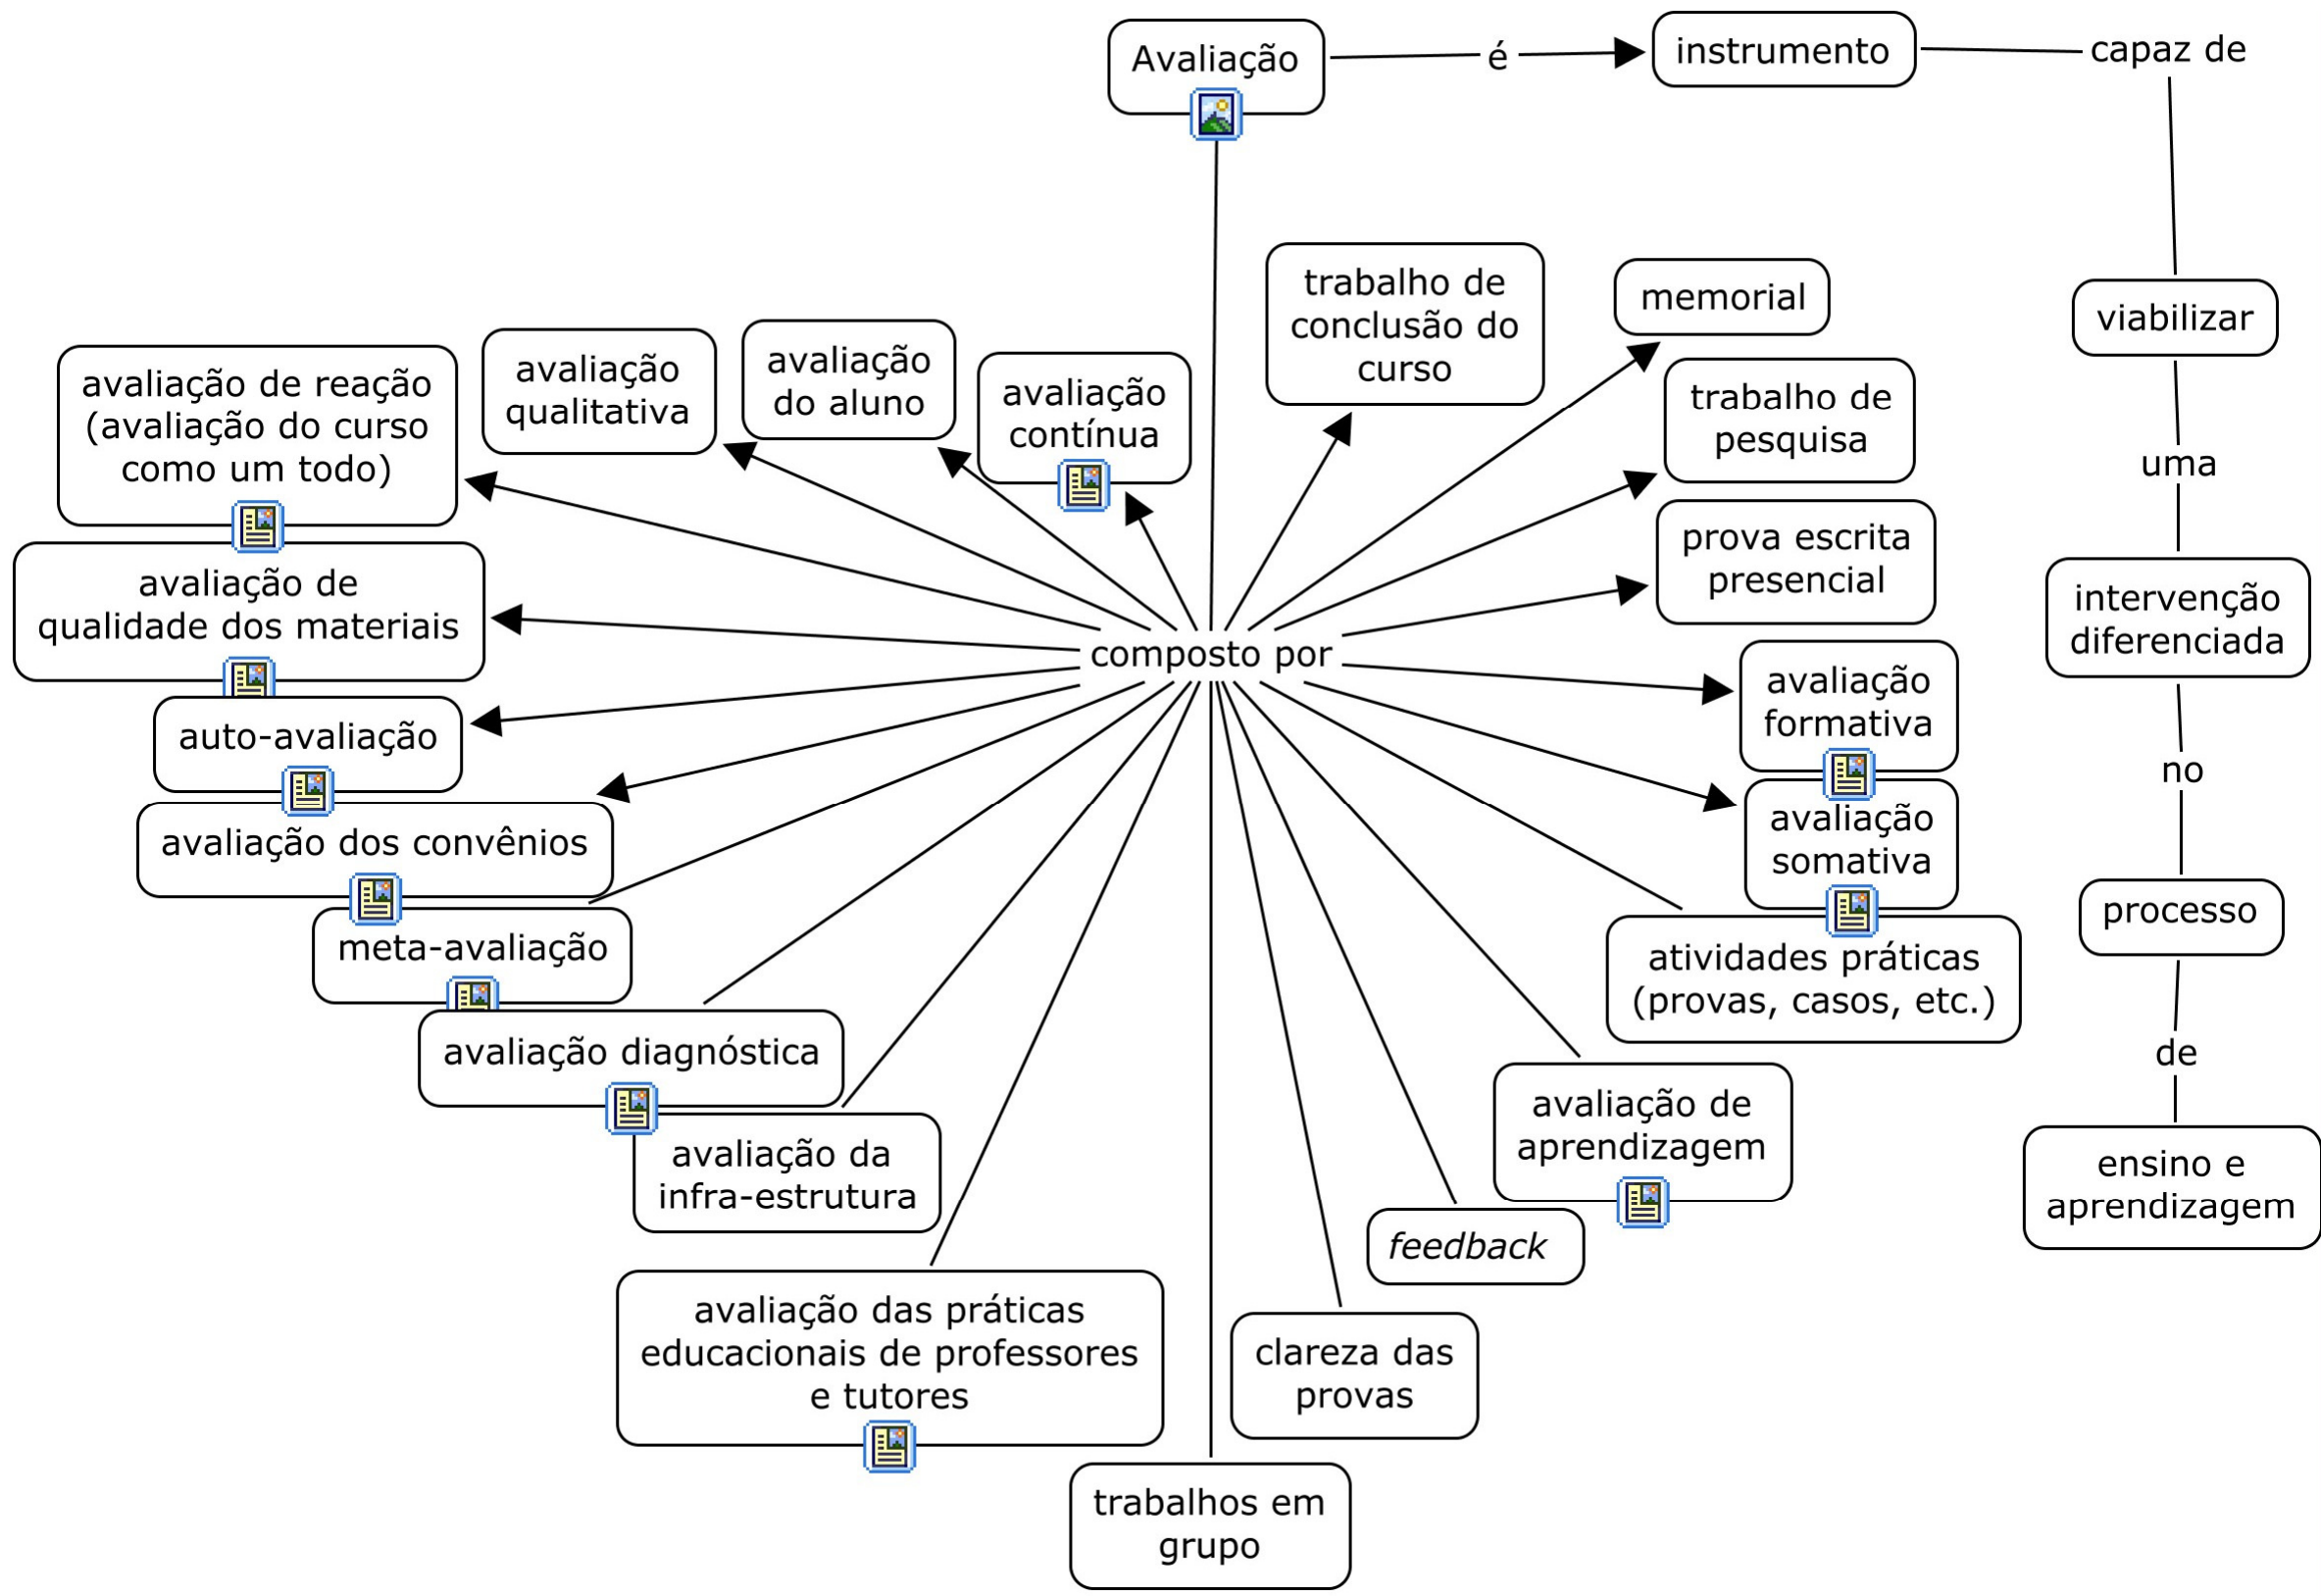 Avaliação
é
instrumento
capaz de
viabilizar
uma
intervenção
diferenciada
no
processo
de
ensino e
aprendizagem
composto por
trabalho de
conclusão do
curso
memorial
trabalho de
pesquisa
prova escrita
presencial
avaliação
formativa
avaliação
somativa
atividades práticas
(provas, casos, etc.)
avaliação de
aprendizagem
feedback
clareza das
provas
trabalhos em
grupo
avaliação das práticas
educacionais de professores
e tutores
avaliação da
infra-estrutura
avaliação diagnóstica
meta-avaliação
avaliação dos convênios
auto-avaliação
avaliação de
qualidade dos materiais
avaliação de reação
(avaliação do curso
como um todo)
avaliação
qualitativa
avaliação
do aluno
avaliação
contínua